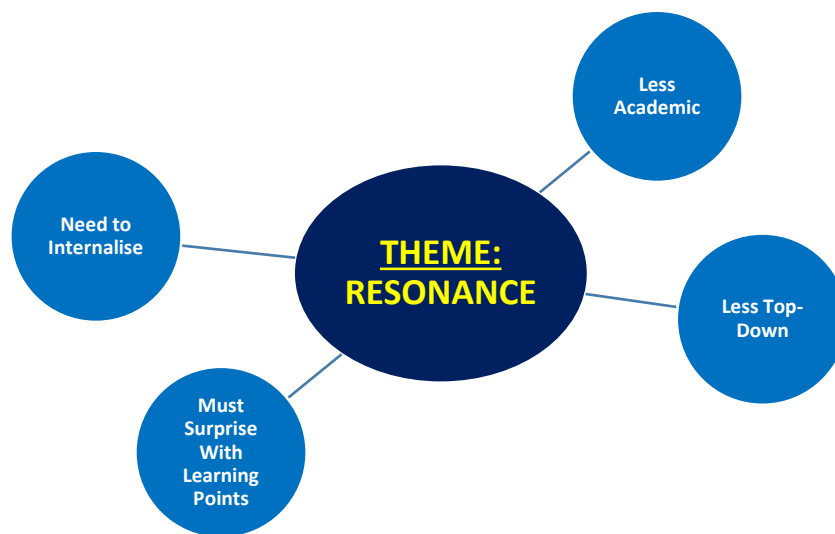 Less
Academic
Need to
Internalise
THEME:
RESONANCE
Less Top-
Down
Must
Surprise
With
Learning
Points